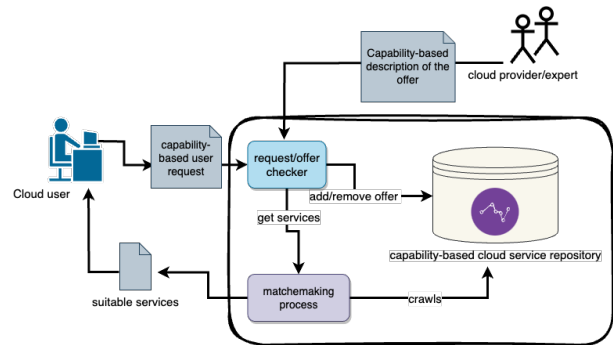 Capability-based
description of the
offer
cloud provider/expert
capability-
based user
request
request/offer
checker
Cloud user
add/remove offer
get services
capability-based cloud service repository
suitable services
matchmaking
process
crawls